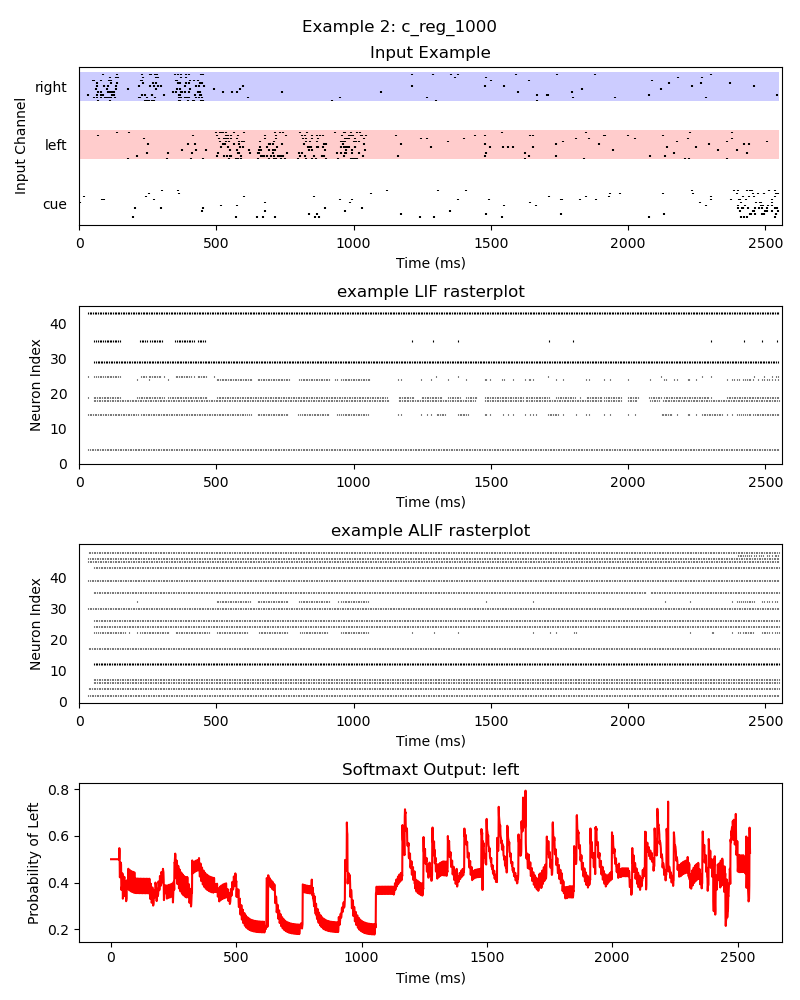 Example 2: c_reg_1000
Input Example
Input Channel
right
left
cue
0 500 1000 1500 2000 2500
Time (ms)
example LIF rasterplot
Neuron Index
40
30
20
10
0
0 500 1000 1500 2000 2500
Time (ms)
example ALIF rasterplot
Neuron Index
40
30
20
10
0
0 500 1000 1500 2000 2500
Time (ms)
Softmaxt Output: left
Probability of Left
0.8
0.6
0.4
0.2
0 500 1000 1500 2000 2500
Time (ms)